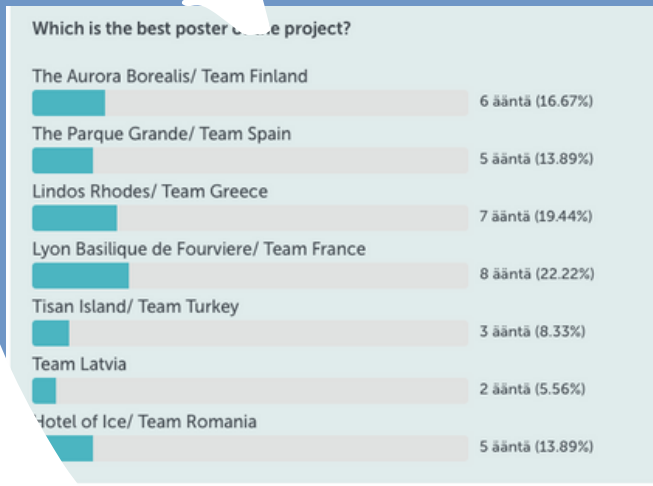 Which is the best poster project?
The Aurora Borealis/ Team Finland
6 ääntä (16.67%)
The Parque Grande/ Team Spain
5 ääntä (13.89%)
Lindos Rhodes/ Team Greece
7 ääntä (19.44%)
Lyon Basilique de Fourviere/ Team France
8 ääntä (22.22%)
Tisan Island/ Team Turkey
3 ääntä (8.33%)
Team Latvia
2 ääntä (5.56%)
Hotel of Ice/ Team Romania
5 ääntä (13.89%)